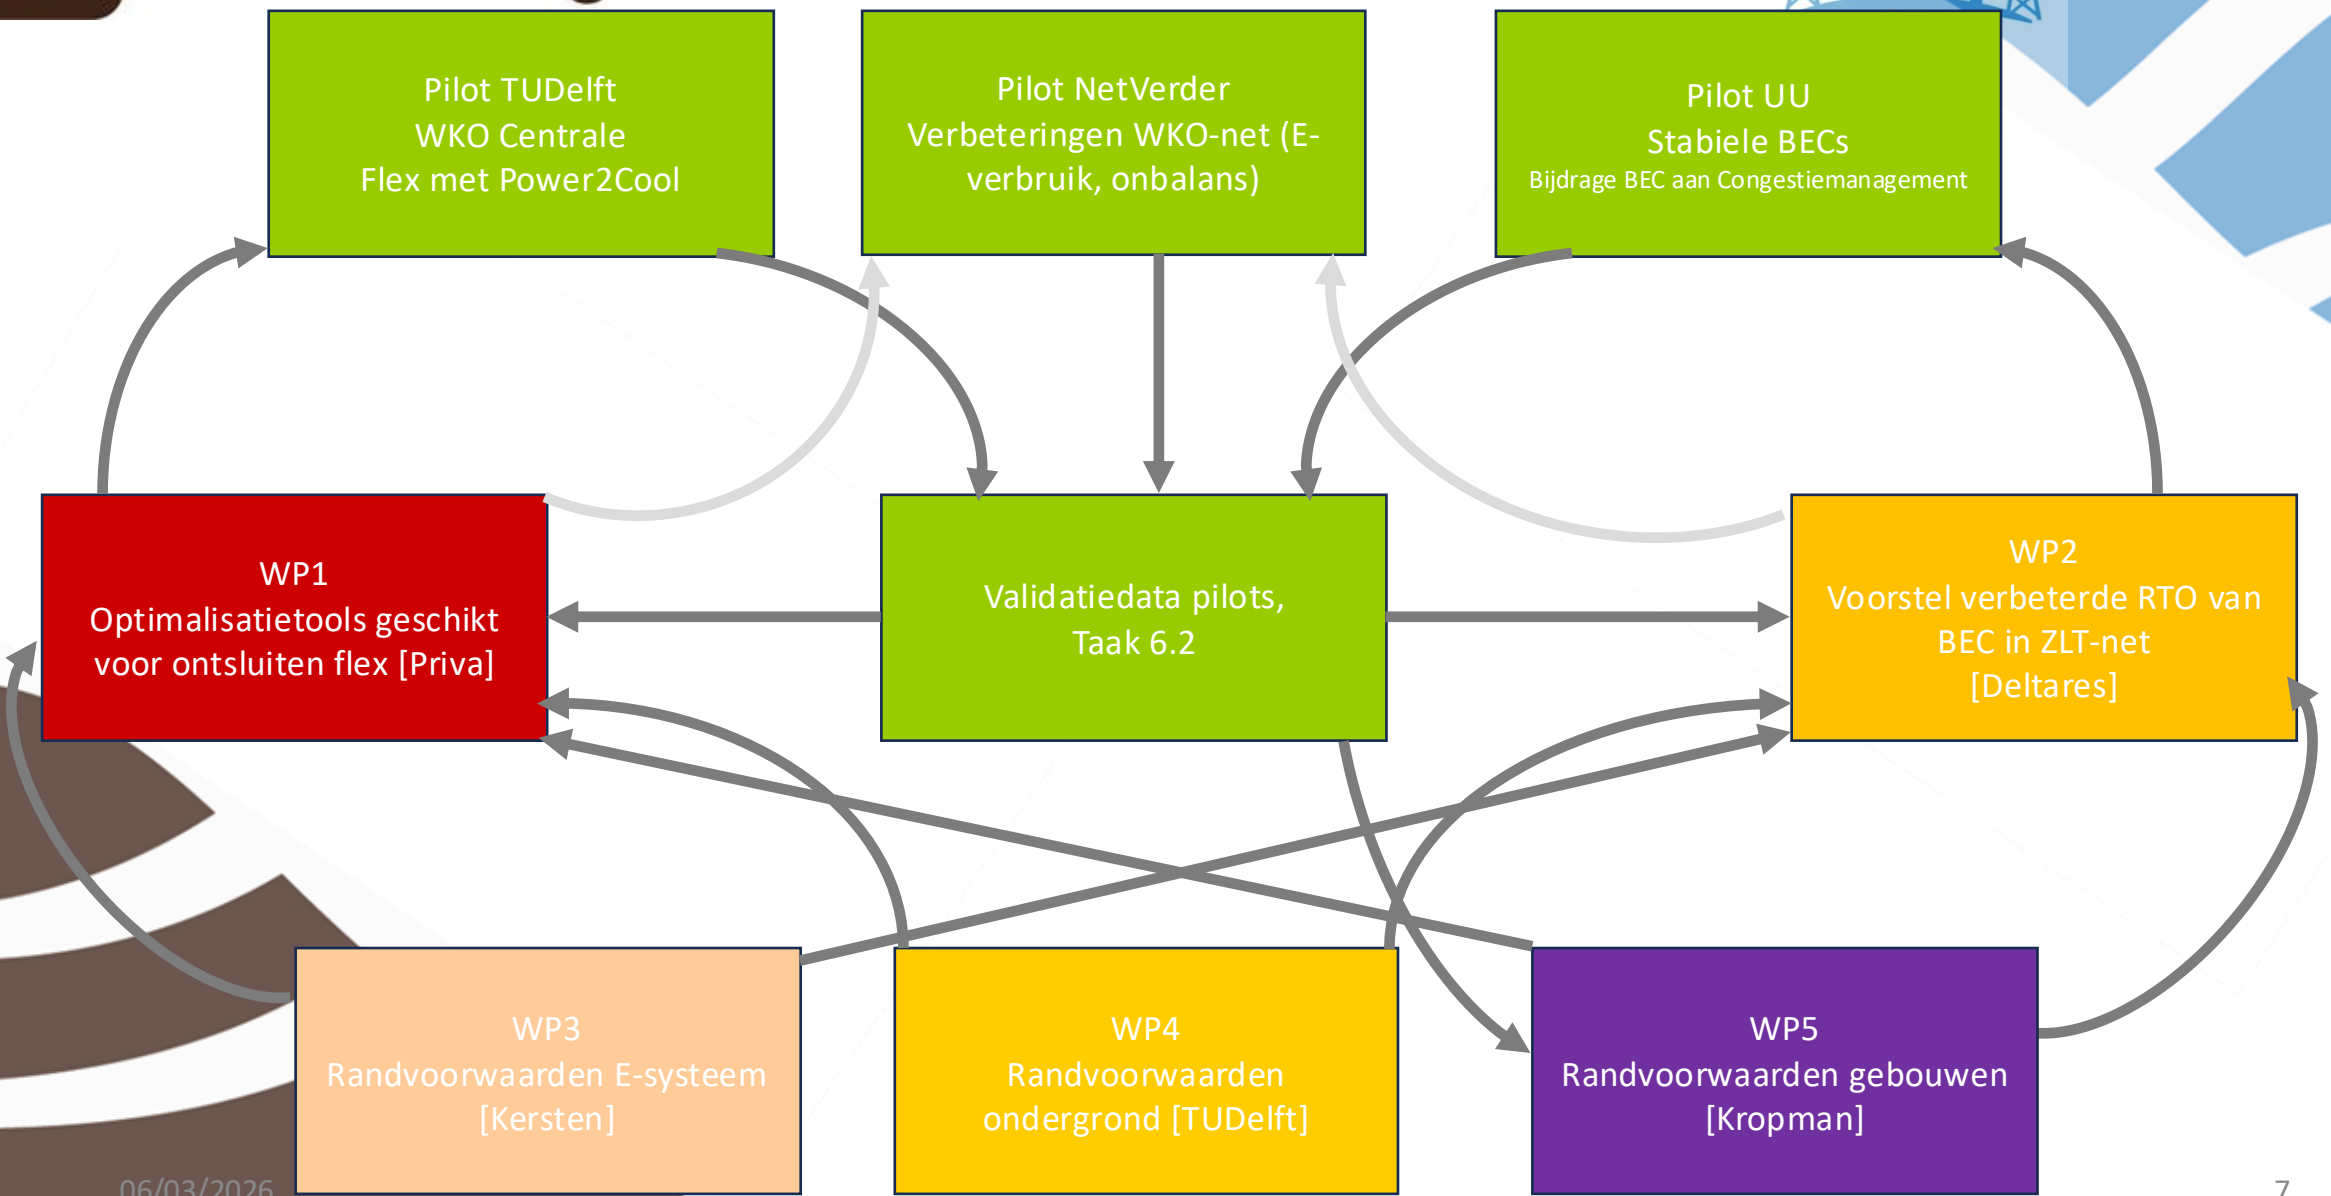 Pilot TUDelft
WKO Centrale
Flex met Power2Cool
Pilot NetVerder
Verbeteringen WKO-net (E-
verbruik, onbalans)
Pilot UU
Stabiele BECs
Bijdrage BEC aan Congestiemanagement
WP1
Optimalisatietools geschikt
voor ontsluiten flex [Priva]
Validatiedata pilots,
Taak 6.2
WP2
Voorstel verbeterde RTO van
BEC in ZLT-net
[Deltares]
WP3
Randvoorwaarden E-systeem
[Kersten]
WP4
Randvoorwaarden
ondergrond [TUDelft]
WP5
Randvoorwaarden gebouwen
[Kropman]
06/03/2026
7